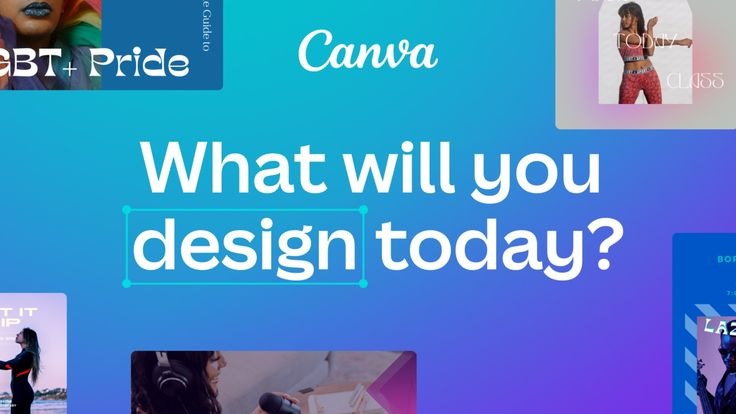 e Guide to
GBT+ Pride
Canva
TODAY
CLASS
What will you
design today?
BOR
T IT
IP
LAZ